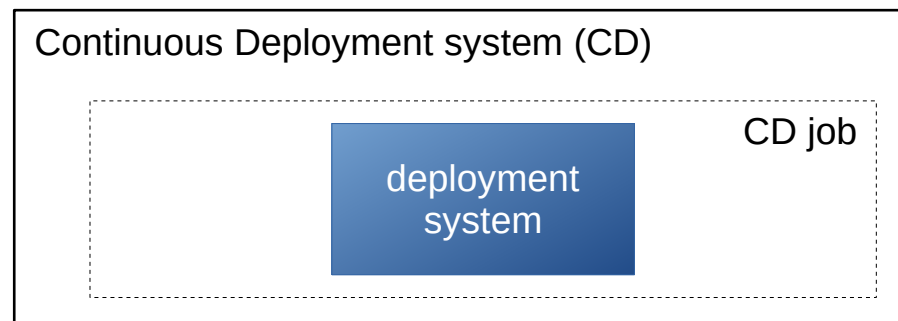 Continuous Deployment system (CD)
CD job
deployment
system